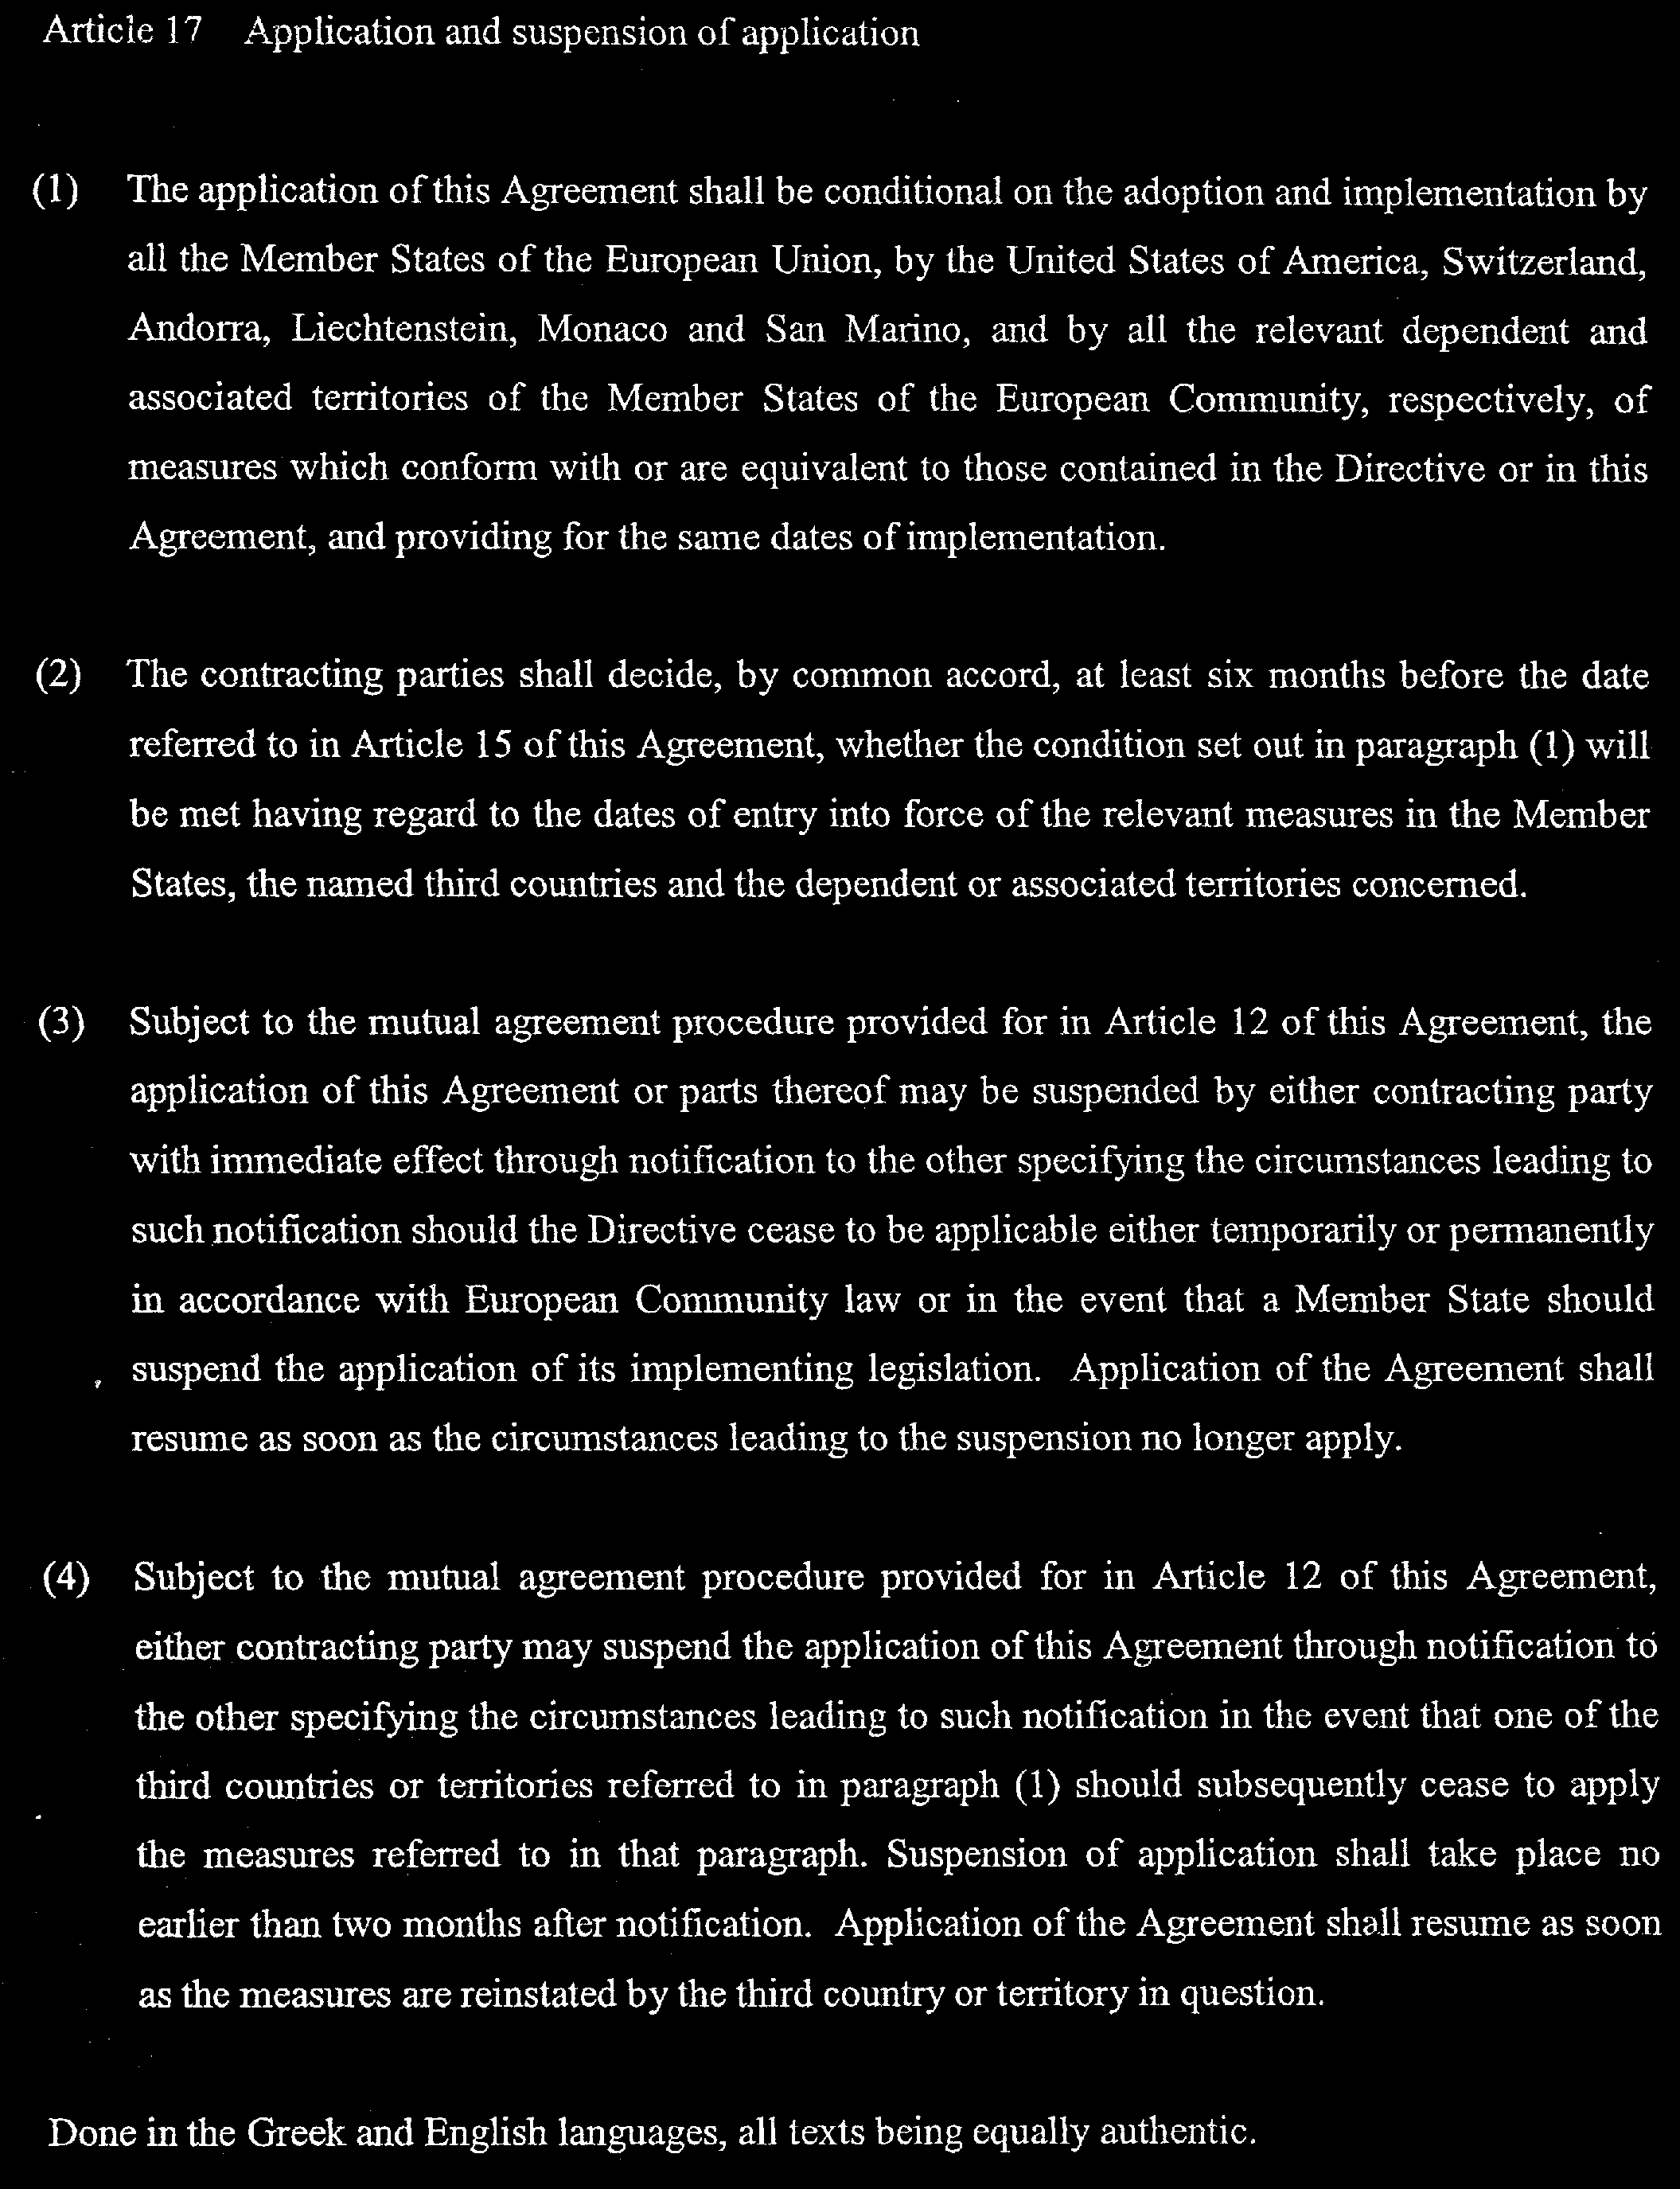 Article 17 Application and suspension of application
(1) The application of this Agreement shall be conditional on the adoption and implementation by
all the Member States of the European Union, by the United States of America, Switzerland,
Andorra, Liechtenstein, Monaco and San Marino, and by all the relevant dependent and
associated territories of the Member States of the European Community, respectively, of
measures which conform with or are equivalent to those contained in the Directive or in this
Agreement, and providing for the same dates of implementation.
(2) The contracting parties shall decide, by common accord, at least six months before the date
referred to in Article 15 of this Agreement, whether the condition set out in paragraph (1) will
be met having regard to the dates of entry into force of the relevant measures in the Member
States, the named third countries and the dependent or associated territories concerned.
(3) Subject to the mutual agreement procedure provided for in Article 12 of this Agreement, the
application of this Agreement or parts thereof may be suspended by either contracting party
with immediate effect through notification to the other specifying the circumstances leading to
such notification should the Directive cease to be applicable either temporarily or permanently
in accordance with European Community law or in the event that a Member State should
suspend the application of its implementing legislation. Application of the Agreement shall
resume as soon as the circumstances leading to the suspension no longer apply.
(4) Subject to the mutual agreement procedure provided for in Article 12 of this Agreement,
either contracting party may suspend the application of this Agreement through notification to
the other specifying the circumstances leading to such notification in the event that one of the
third countries or territories referred to in paragraph (1) should subsequently cease to apply
the measures referred to in that paragraph. Suspension of application shall take place no
earlier than two months after notification. Application of the Agreement shall resume as soon
as the measures are reinstated by the third country or territory in question.
Done in the Greek and English languages, all texts being equally authentic.